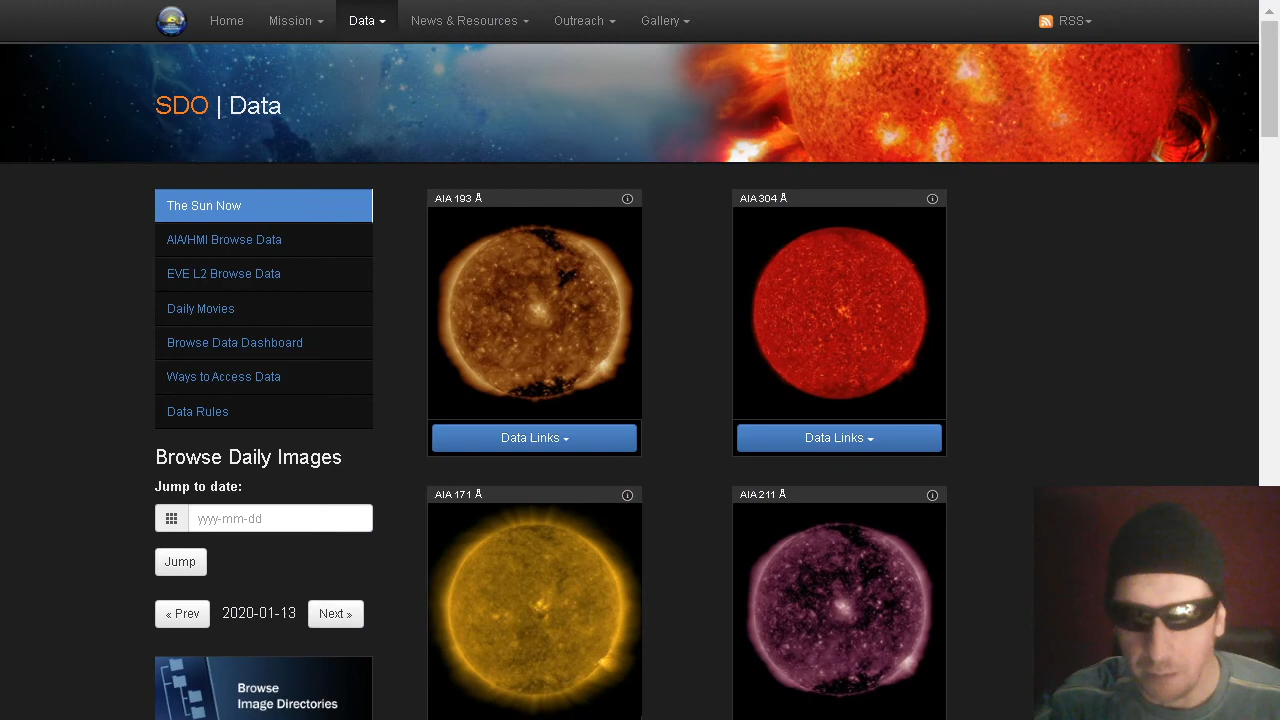 Home Mission Data News & Resources Outreach Gallery RSS
SDO | Data
The Sun Now
AIA/HMI Browse Data
EVE L2 Browse Data
Daily Movies
Browse Data Dashboard
Ways to Access Data
Data Rules
Browse Daily Images
Jump to date:
yyyy-mm-dd
Jump
« Prev 2020-01-13 Next »
Browse
Image Directories
AIA 193 Å
AIA 304 Å
Data Links
Data Links
AIA 171 Å
AIA 211 Å